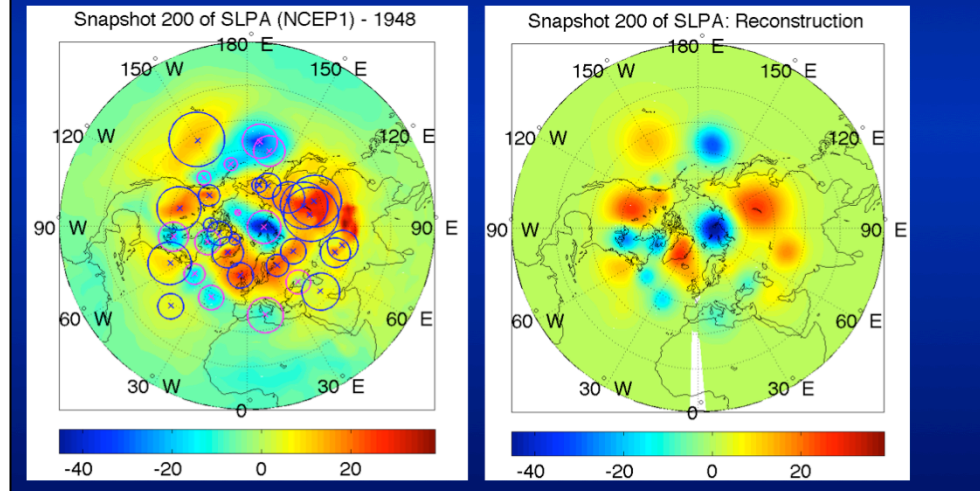 Snapshot 200 of SLPA (NCEP1) - 1948
180° E
150° W
150° E
120° W
120° E
90° W
90° E
60° W
60° E
30° W
30° E
0°
-40 -20 0 20
Snapshot 200 of SLPA: Reconstruction
180° E
150° W
150° E
120° W
120° E
90° W
90° E
60° W
60° E
30° W
30° E
0°
-40 -20 0 20